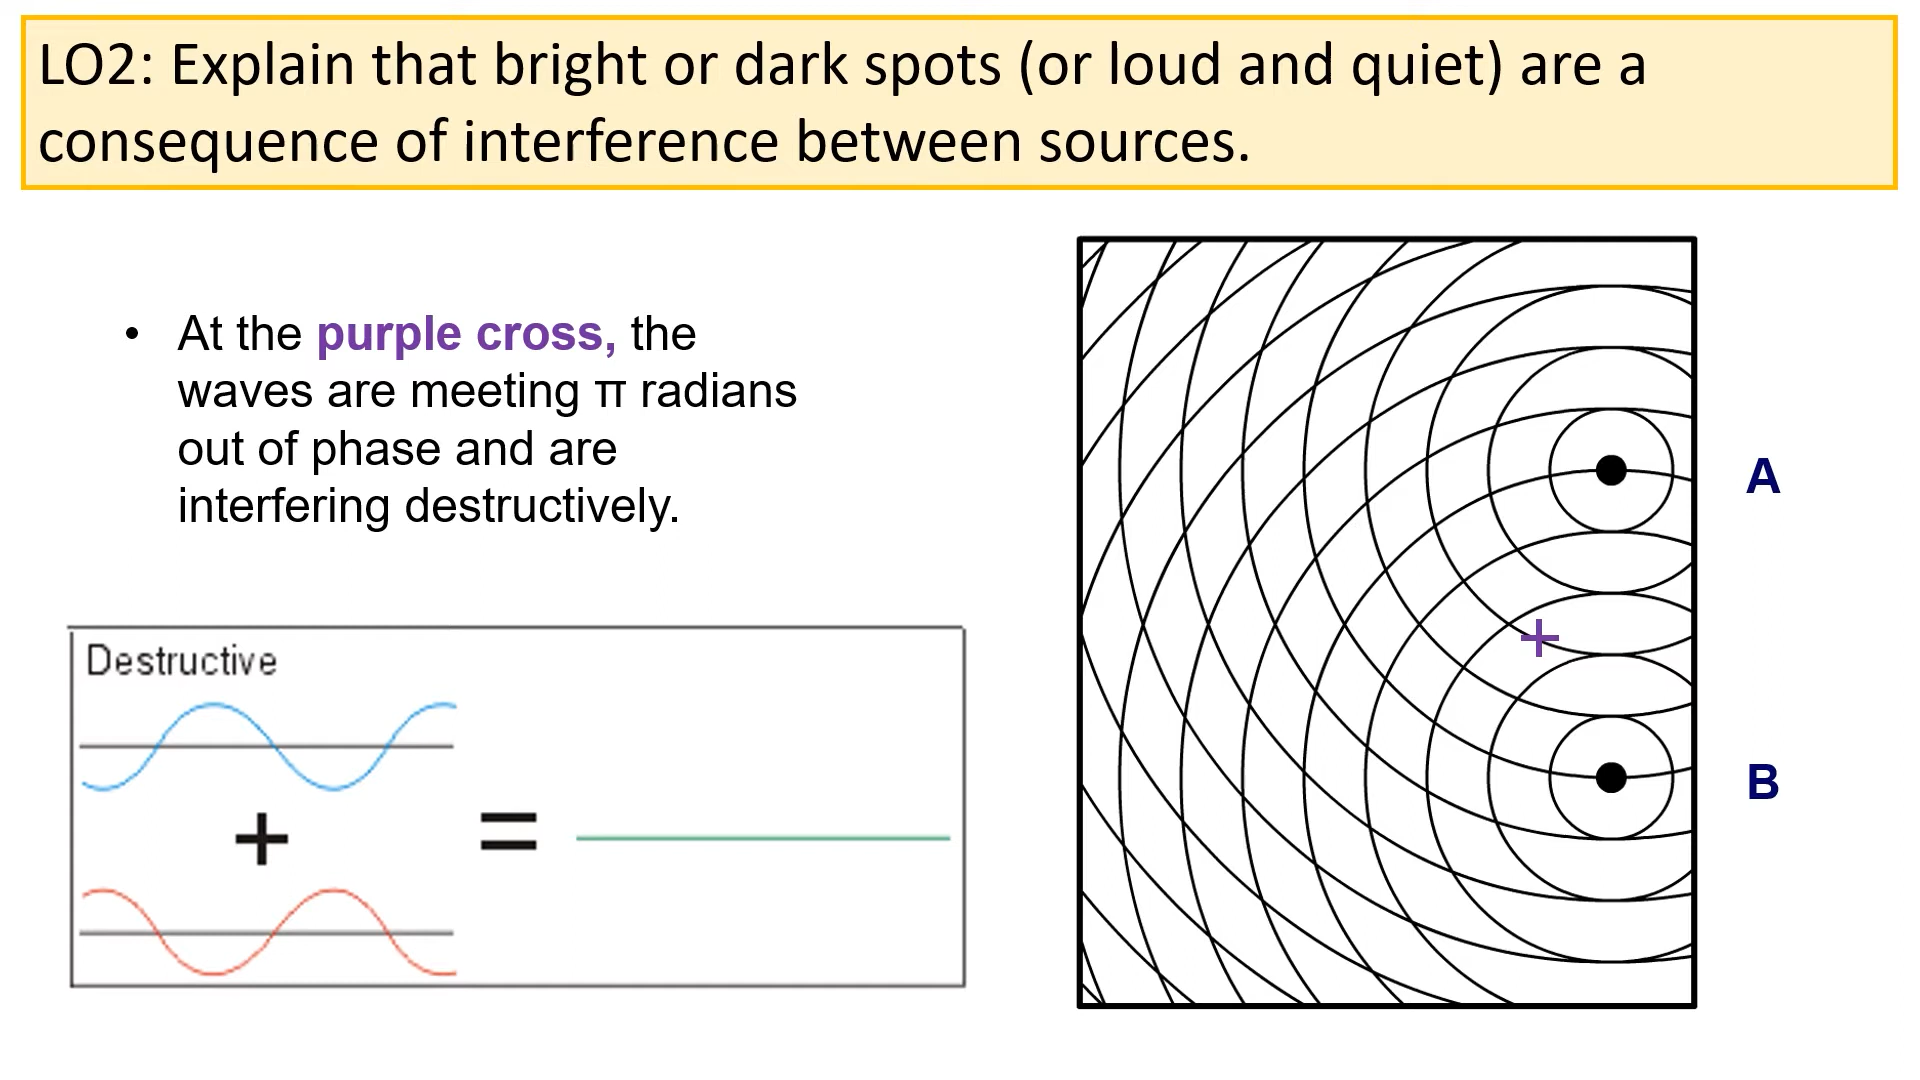 LO2: Explain that bright or dark spots (or loud and quiet) are a
consequence of interference between sources.
• At the purple cross, the
waves are meeting π radians
out of phase and are
interfering destructively.
Destructive
+
=
A
B